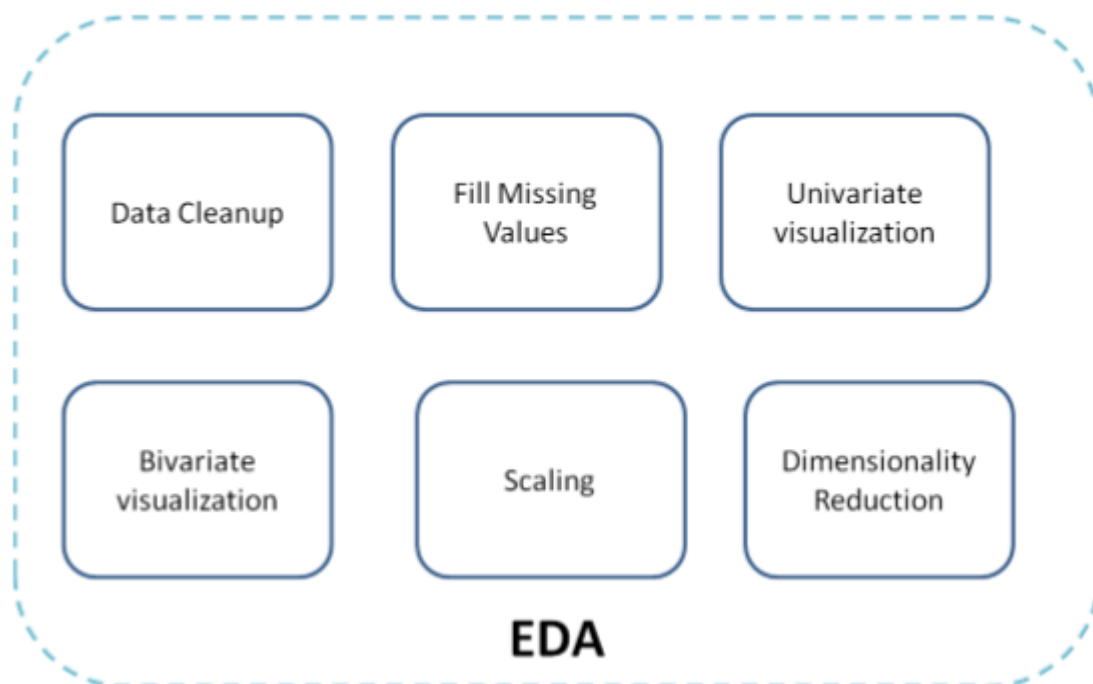 Data Cleanup
Fill Missing
Values
Univariate
visualization
Bivariate
visualization
Scaling
Dimensionality
Reduction
EDA